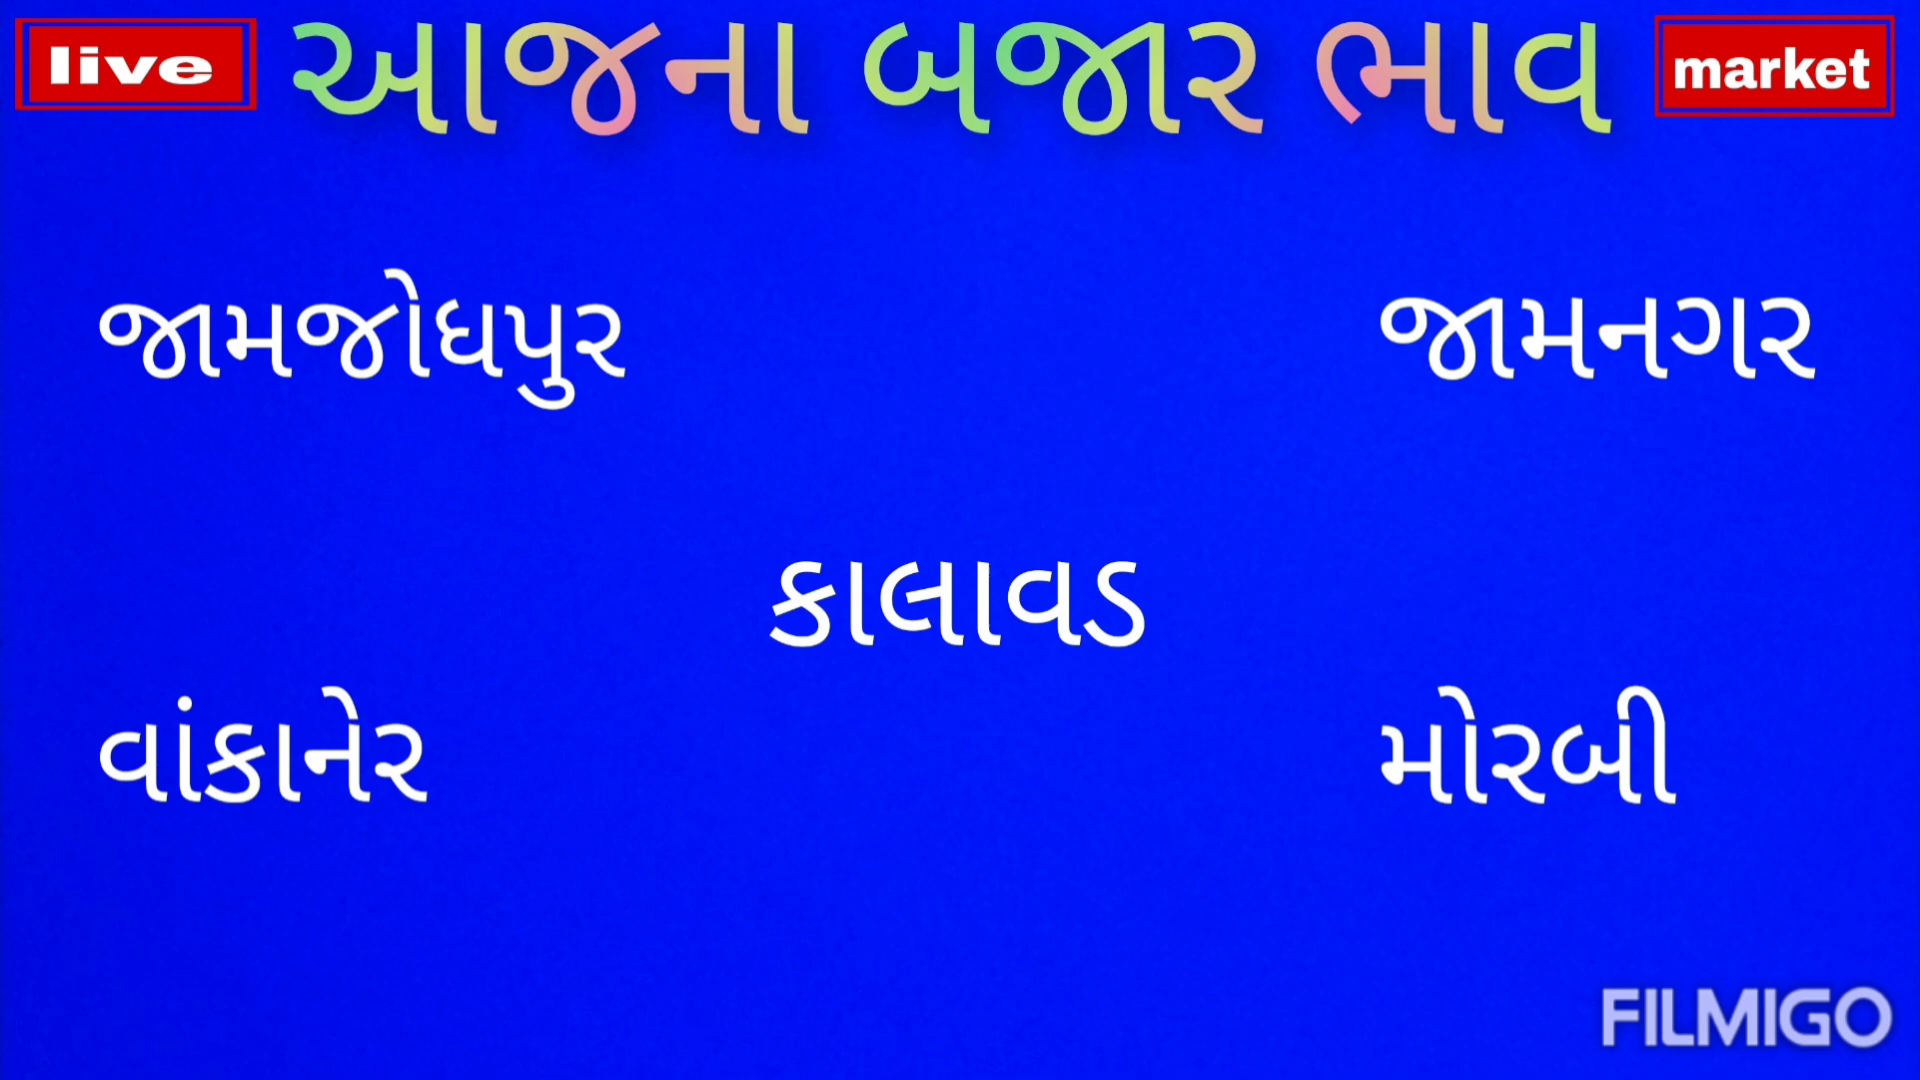 live આજના બજાર ભાવ market
જામજોધપુર જામનગર
કાલાવડ
વાંકાનેર મોરબી
FILMIGO